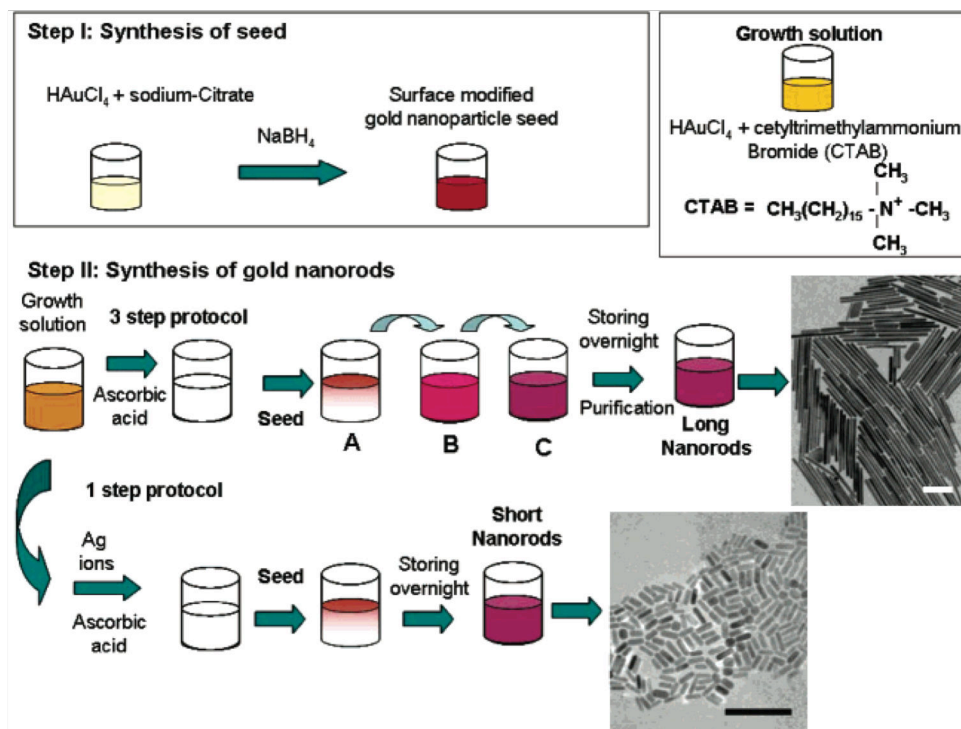 Step I: Synthesis of seed
HAuCl4 + sodium-Citrate
NaBH4
Surface modified
gold nanoparticle seed
Growth solution
HAuCl4 + cetyltrimethylammonium
Bromide (CTAB)
CH3
CTAB = CH3(CH2)15 -N+ -CH3
CH3
Step II: Synthesis of gold nanorods
Growth
solution
3 step protocol
Ascorbic
acid
Seed
A
B
C
Storing
overnight
Purification
Long
Nanorods
1 step protocol
Ag
ions
Ascorbic
acid
Seed
Storing
overnight
Short
Nanorods